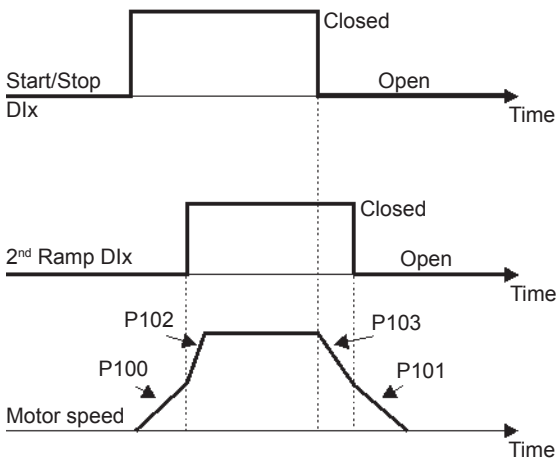 Closed
Start/Stop
Open
DIx
Time
Closed
2nd Ramp DIx
Open
Time
P102
P103
P100
P101
Motor speed
Time